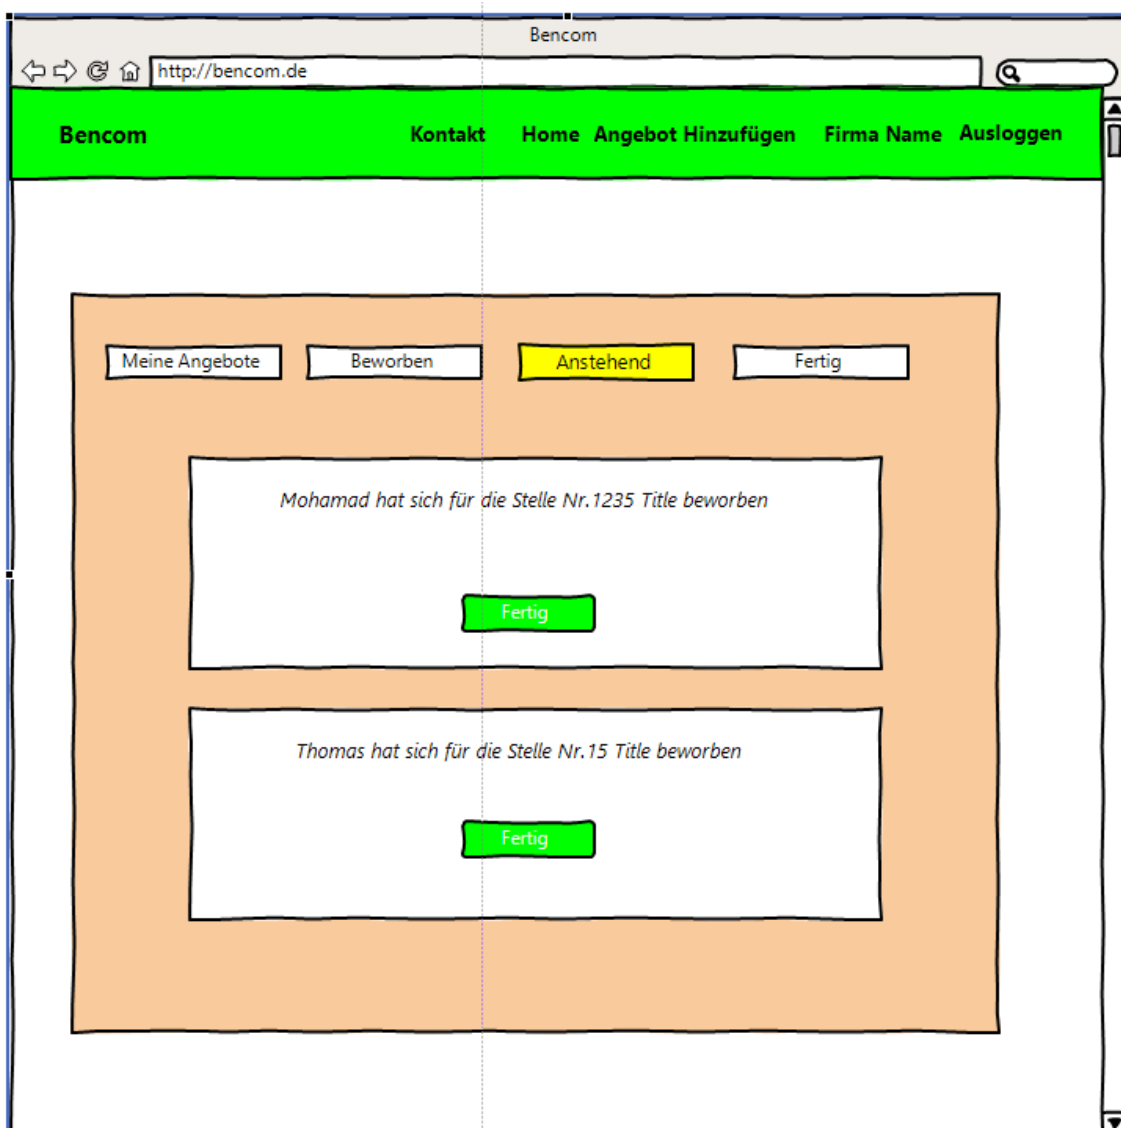 Bencom
http://bencom.de
Bencom Kontakt Home Angebot Hinzufügen Firma Name Ausloggen
Meine Angebote Beworben Anstehend Fertig
Mohamad hat sich für die Stelle Nr.1235 Title beworben
Fertig
Thomas hat sich für die Stelle Nr.15 Title beworben
Fertig